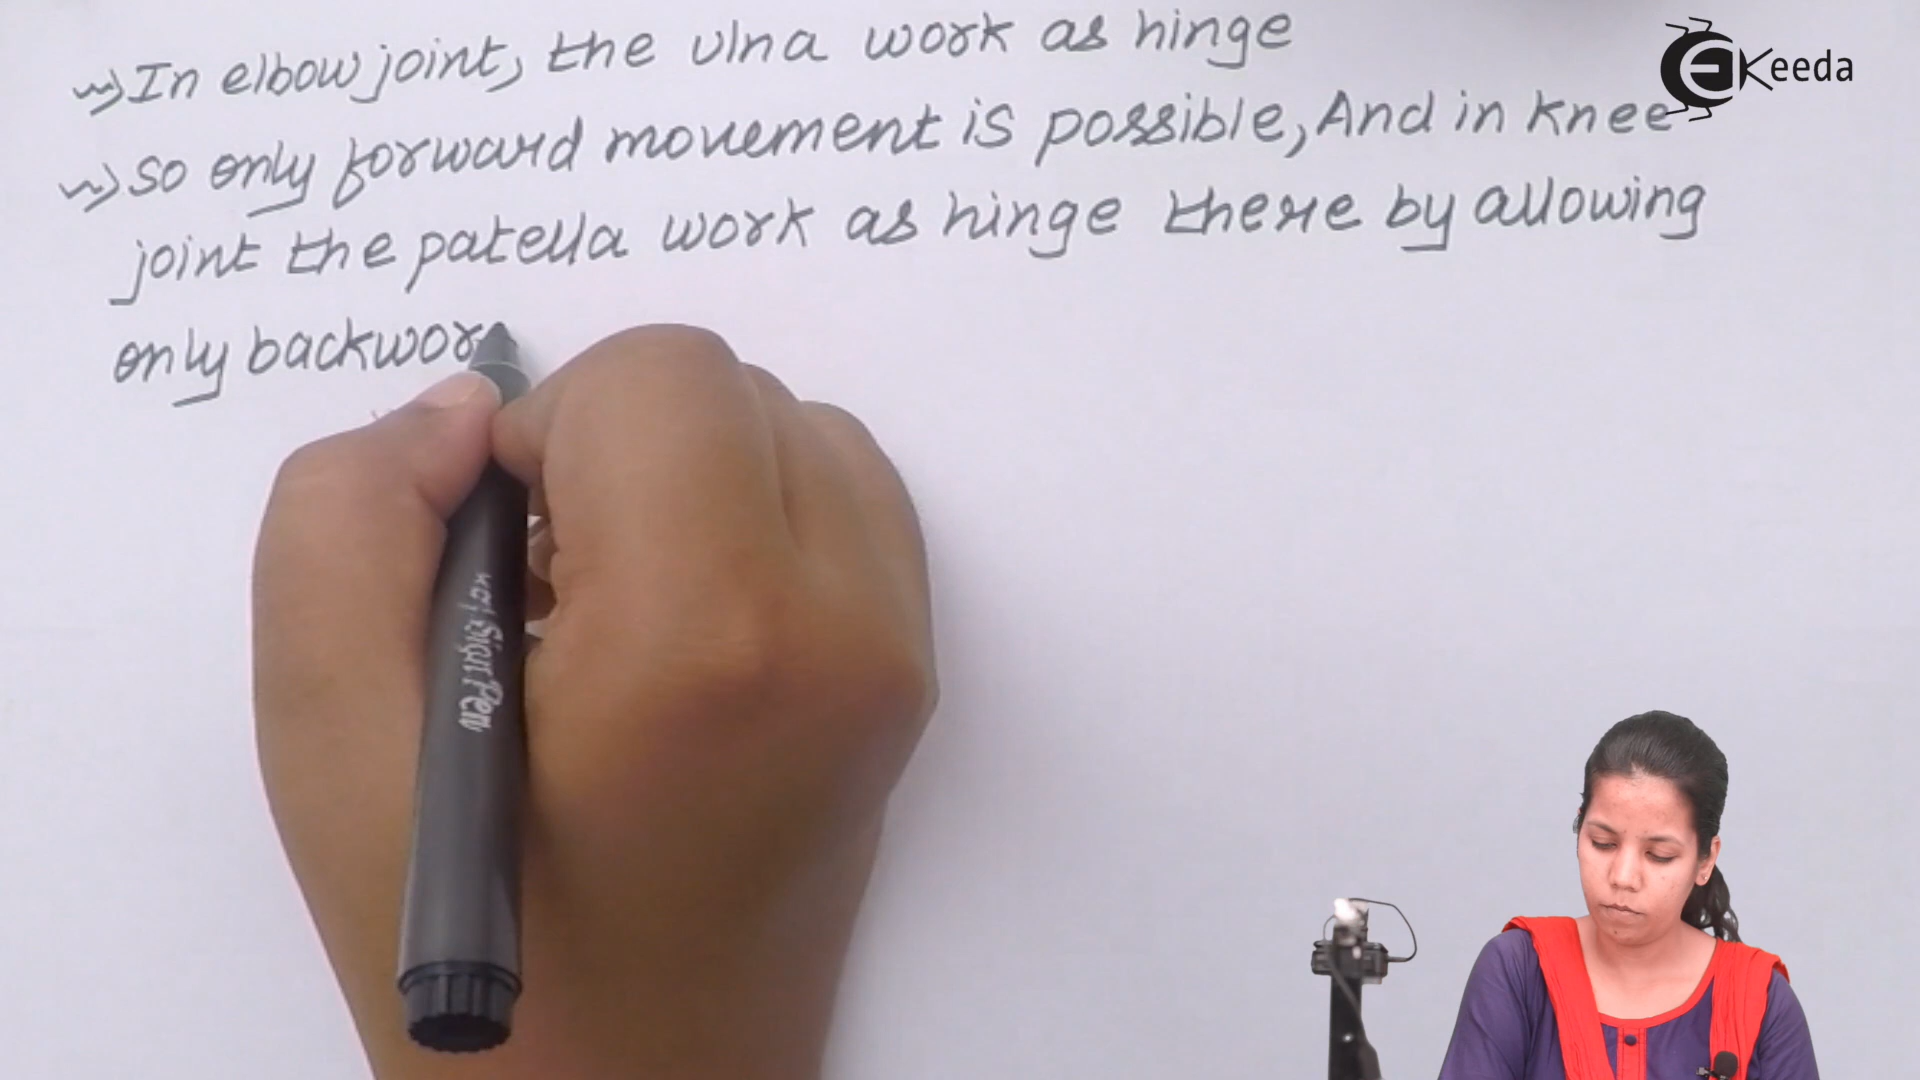 In elbow joint, the ulna work as hinge
so only forward movement is possible, And in knee
joint the patella work as hinge there by allowing
only backwor
EKeeda
Sign Pen